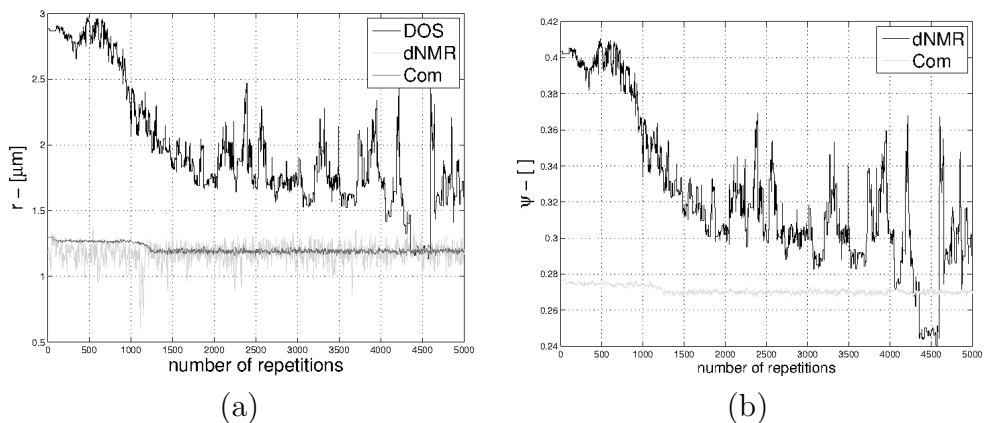 3
2.5
2
1.5
1
0.5
r – [μm]
0 500 1000 1500 2000 2500 3000 3500 4000 4500 5000
number of repetitions
DOS
dNMR
Com
(a)
0.42
0.4
0.38
0.36
0.34
0.32
0.3
0.28
0.26
0.24
ψ – [ ]
0 500 1000 1500 2000 2500 3000 3500 4000 4500 5000
number of repetitions
dNMR
Com
(b)